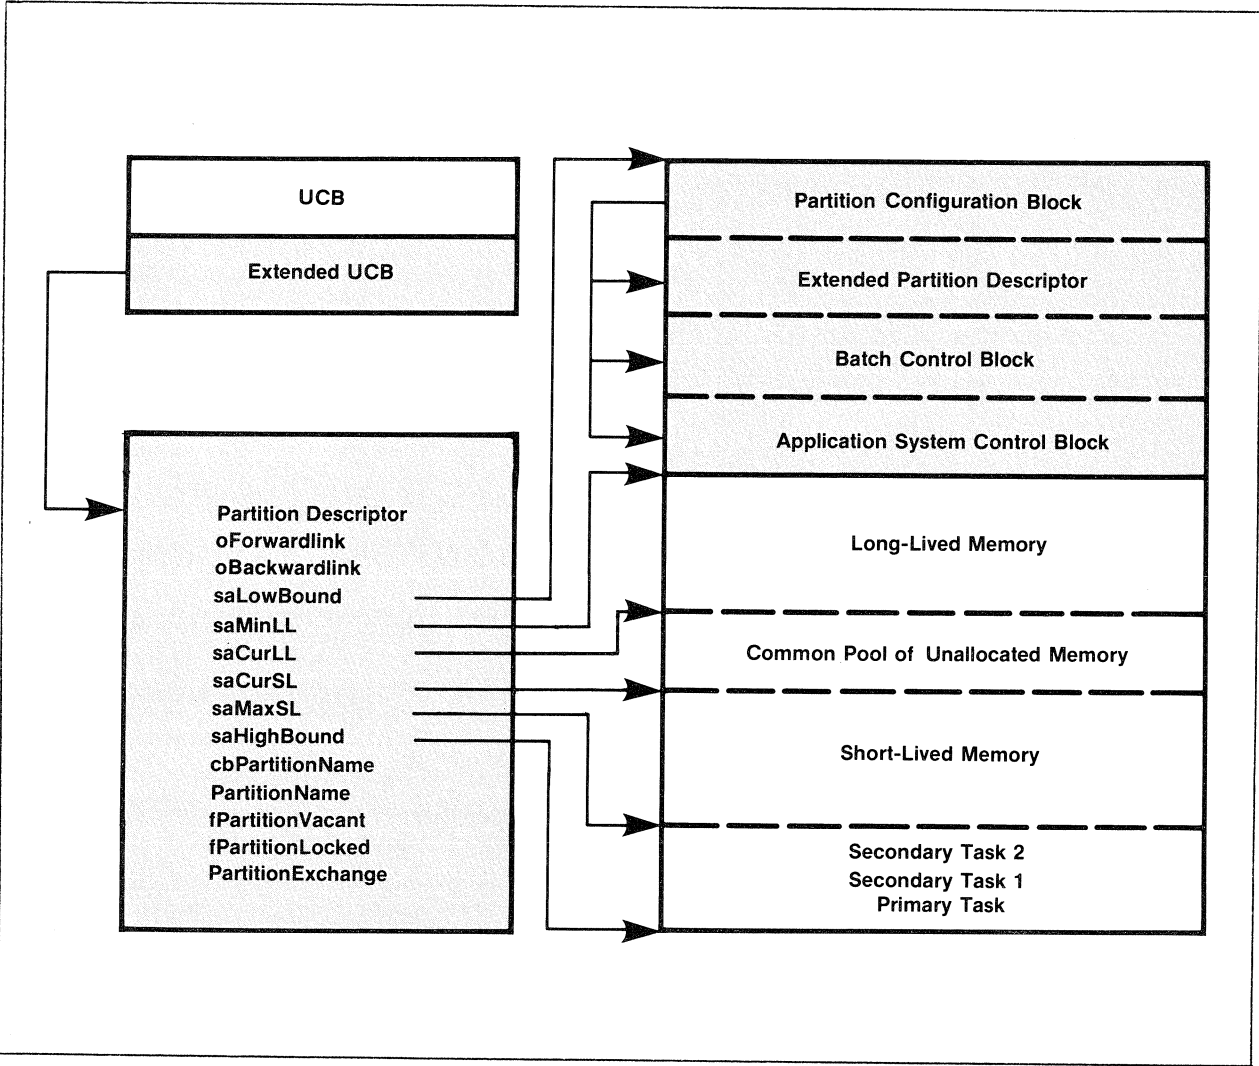 UCB
Extended UCB
Partition Descriptor
oForwardlink
oBackwardlink
saLowBound
saMinLL
saCurLL
saCurSL
saMaxSL
saHighBound
cbPartitionName
PartitionName
fPartitionVacant
fPartitionLocked
PartitionExchange
Partition Configuration Block
Extended Partition Descriptor
Batch Control Block
Application System Control Block
Long-Lived Memory
Common Pool of Unallocated Memory
Short-Lived Memory
Secondary Task 2
Secondary Task 1
Primary Task